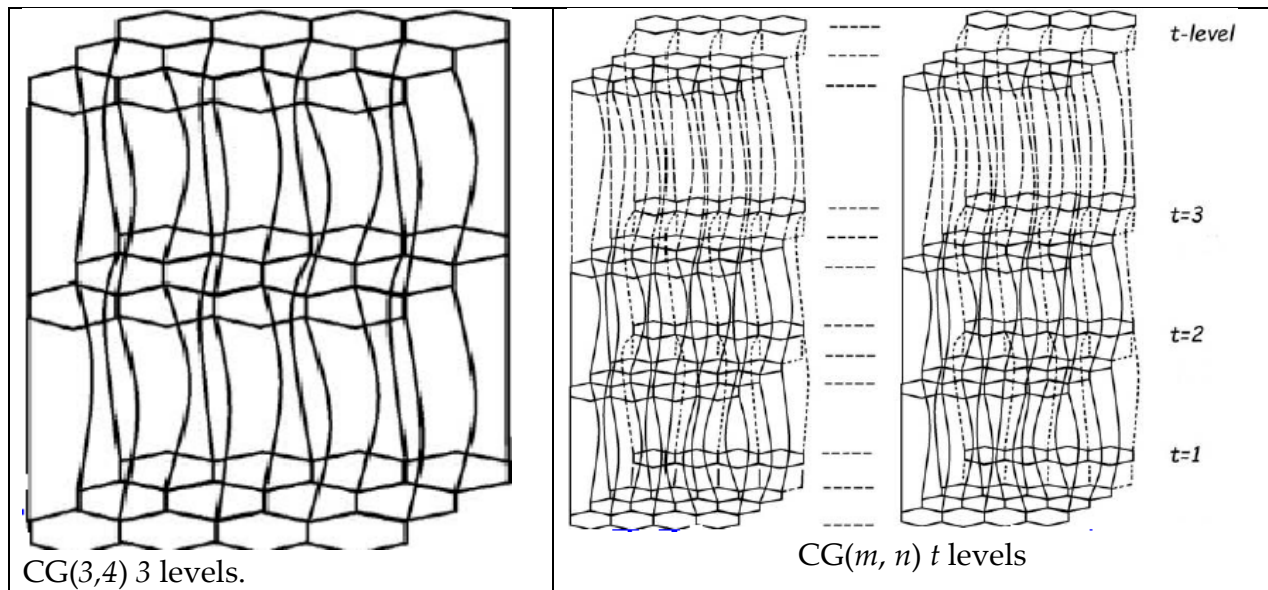 t-level
t=3
t=2
t=1
CG(3,4) 3 levels.
CG(m, n) t levels